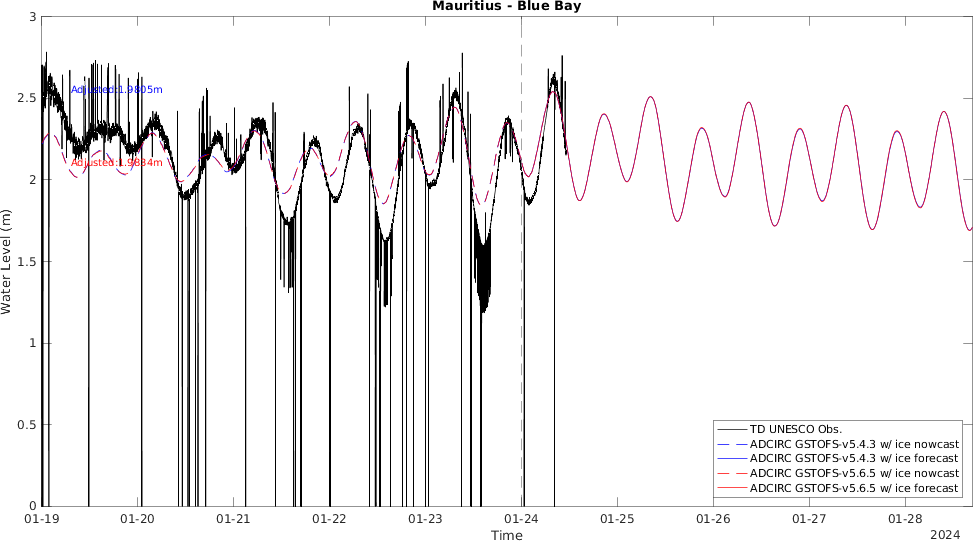 Mauritius - Blue Bay
3
2.5
2
1.5
1
0.5
0
Water Level (m)
Adjusted:1.9805m
Adjusted:1.9834m
TD UNESCO Obs.
ADCIRC GSTOFS-v5.4.3 w/ ice nowcast
ADCIRC GSTOFS-v5.4.3 w/ ice forecast
ADCIRC GSTOFS-v5.6.5 w/ ice nowcast
ADCIRC GSTOFS-v5.6.5 w/ ice forecast
01-19 01-20 01-21 01-22 01-23 01-24 01-25 01-26 01-27 01-28
Time
2024